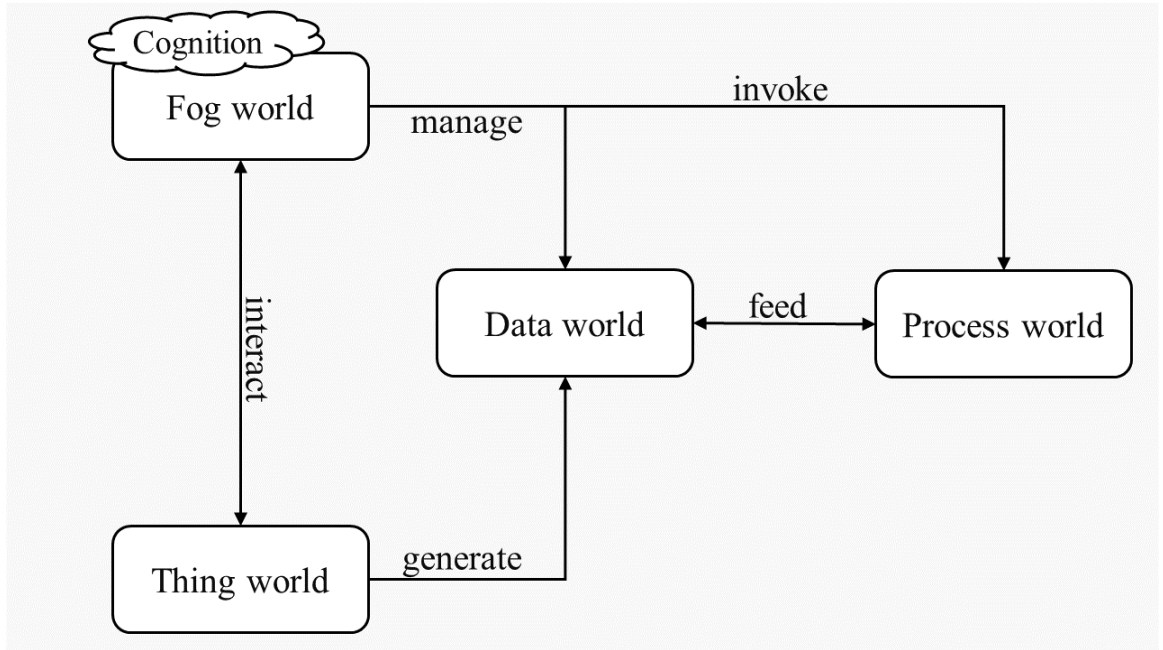 Cognition
Fog world
manage
invoke
interact
Data world
feed
Process world
Thing world
generate